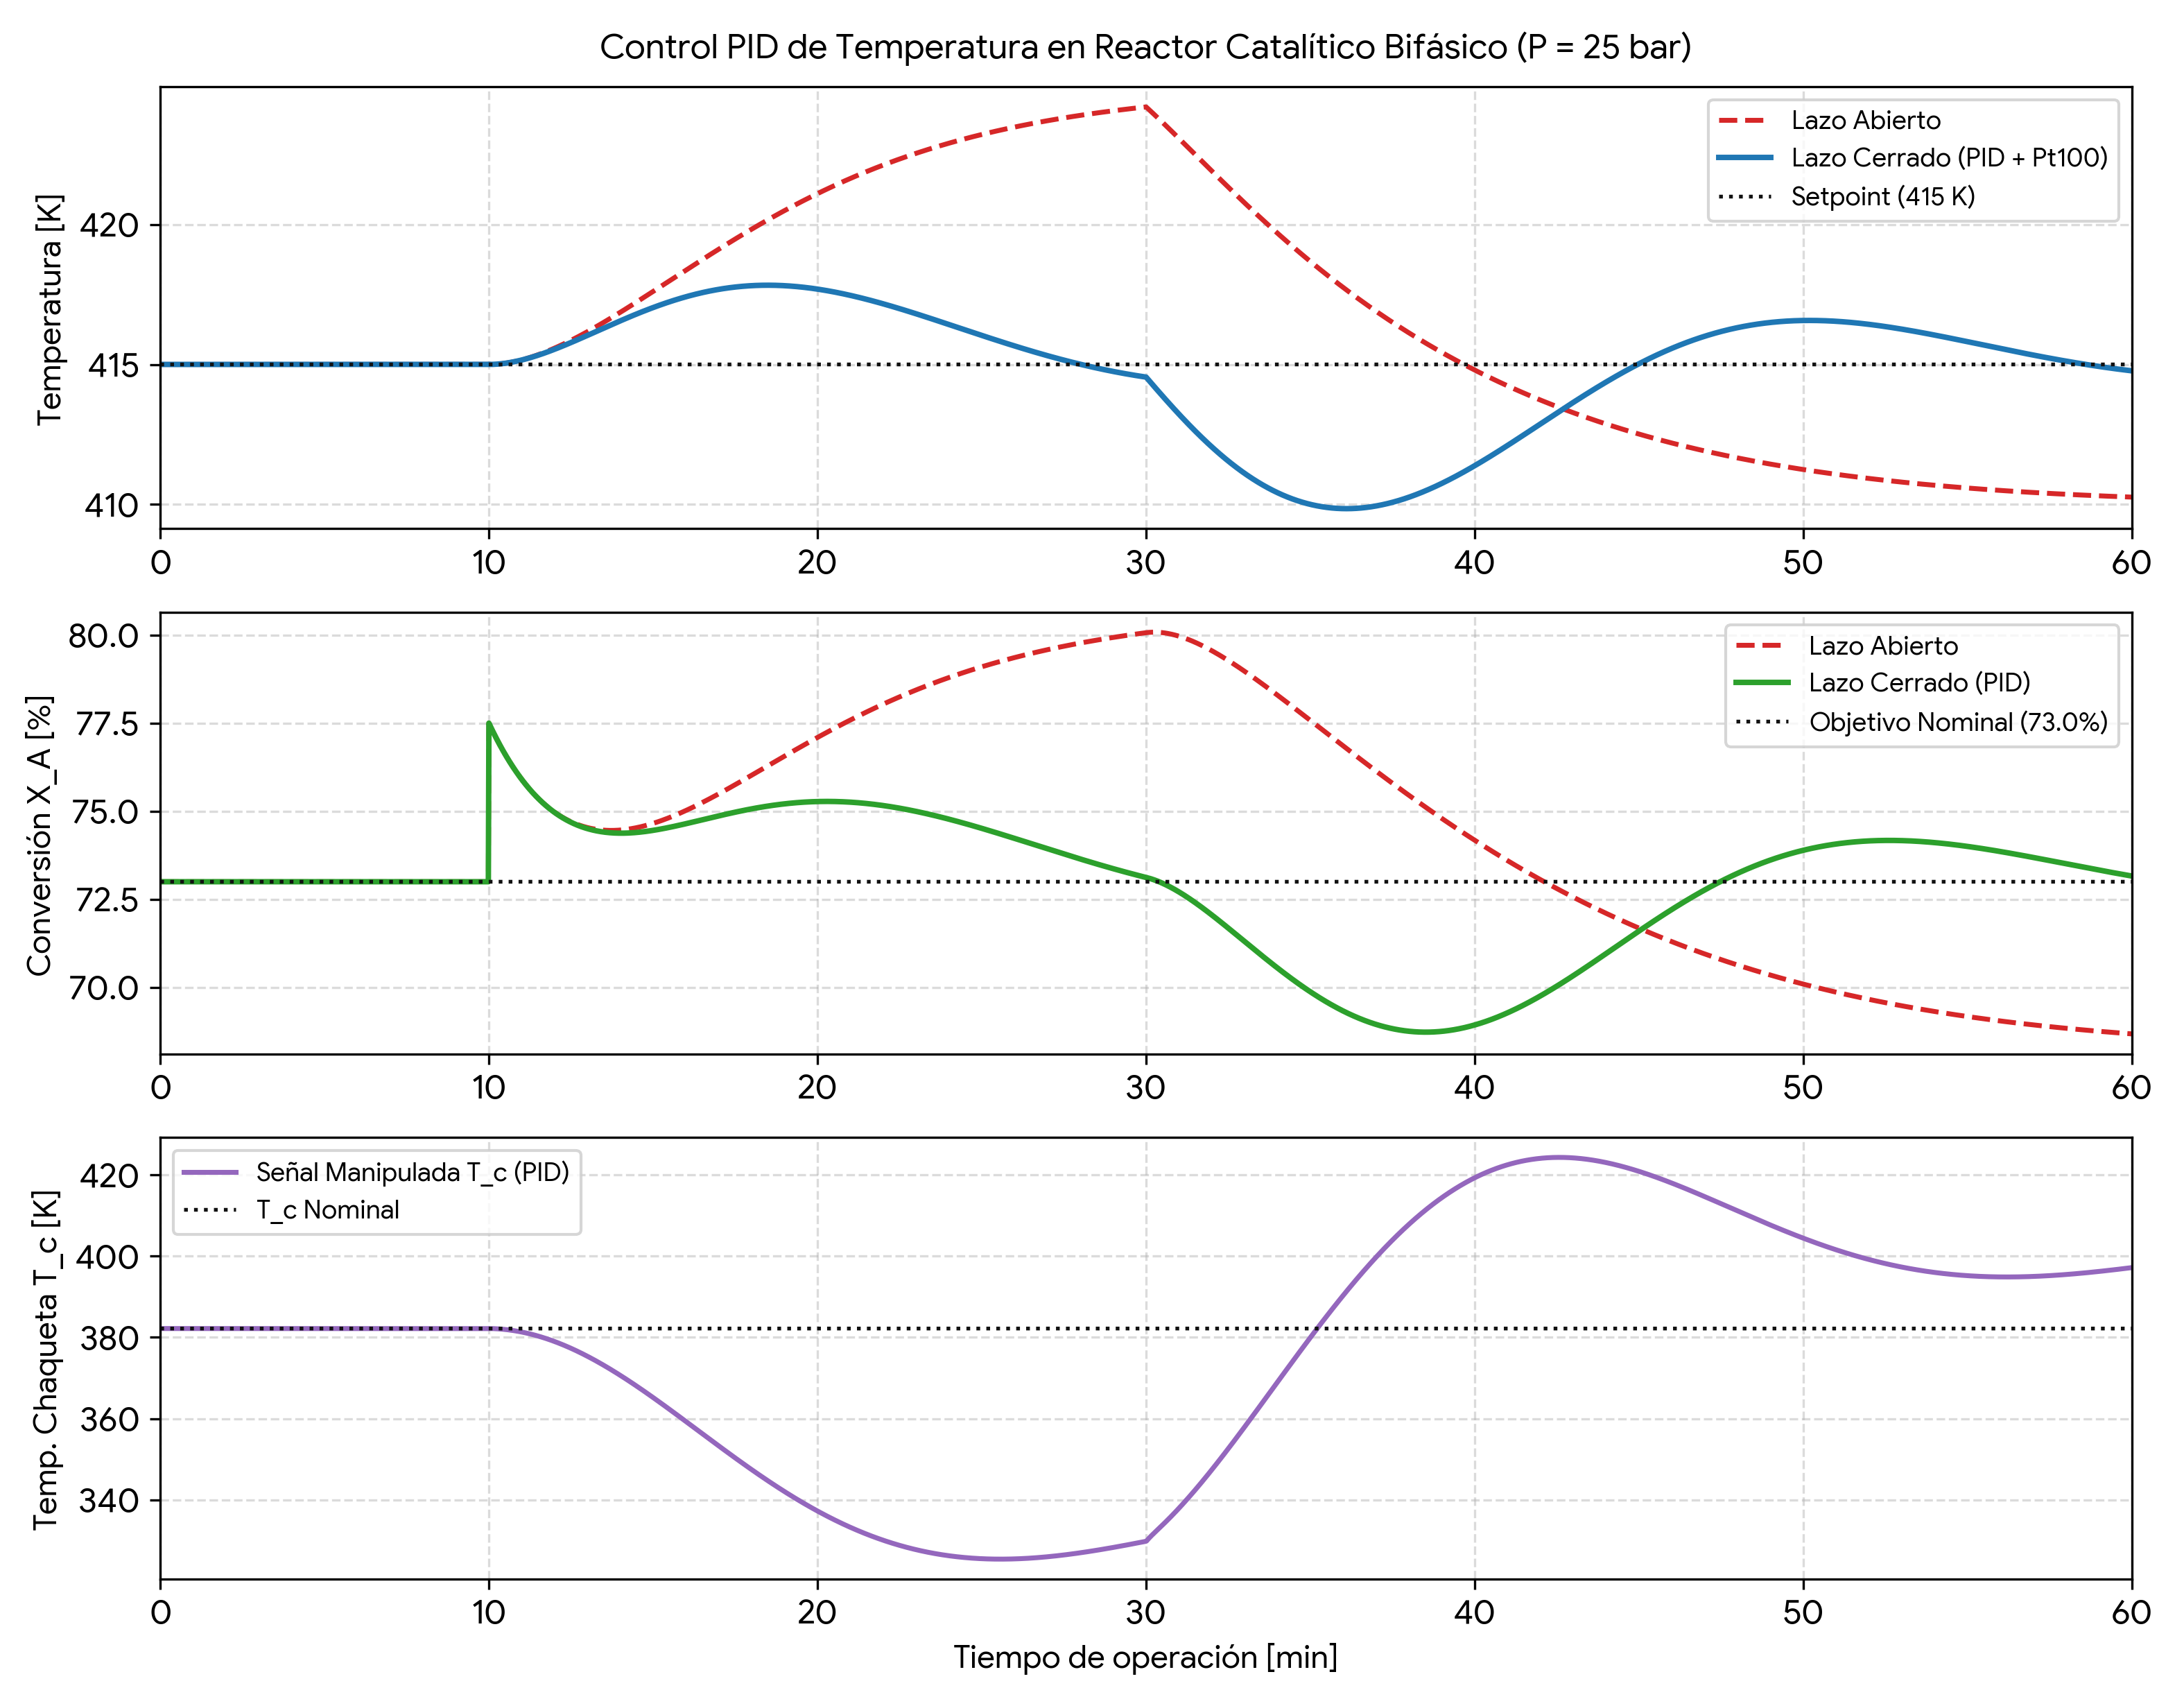 Control PID de Temperatura en Reactor Catalítico Bifásico (P = 25 bar)
Temperatura [K]
420
415
410
Lazo Abierto
Lazo Cerrado (PID + Pt100)
Setpoint (415 K)
0 10 20 30 40 50 60
Conversión X_A [%]
80.0
77.5
75.0
72.5
70.0
Lazo Abierto
Lazo Cerrado (PID)
Objetivo Nominal (73.0%)
0 10 20 30 40 50 60
Temp. Chaqueta T_c [K]
420
400
380
360
340
Señal Manipulada T_c (PID)
T_c Nominal
0 10 20 30 40 50 60
Tiempo de operación [min]